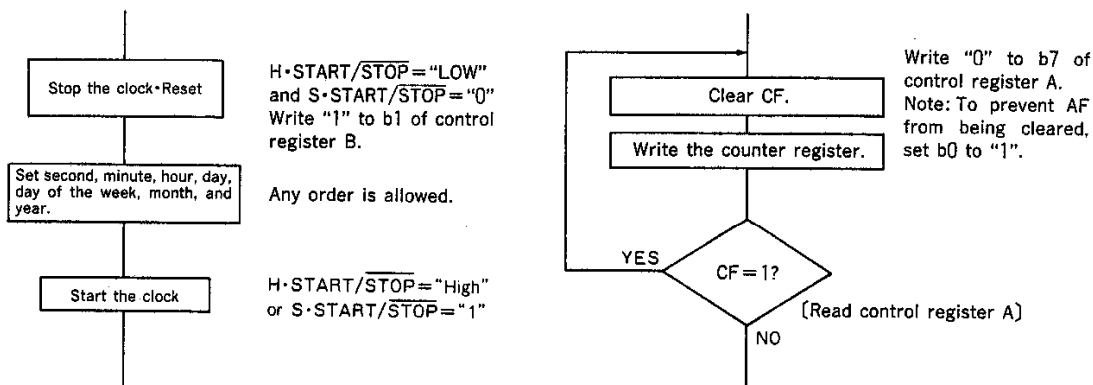 Stop the clock·Reset
H·START/STOP="LOW"
and S·START/STOP="0"
Write "1" to b1 of control
register B.
Set second, minute, hour, day,
day of the week, month, and
year.
Any order is allowed.
Start the clock
H·START/STOP="High"
or S·START/STOP="1"
Clear CF.
Write "0" to b7 of
control register A.
Note: To prevent AF
from being cleared,
set b0 to "1".
Write the counter register.
YES
CF=1?
(Read control register A)
NO